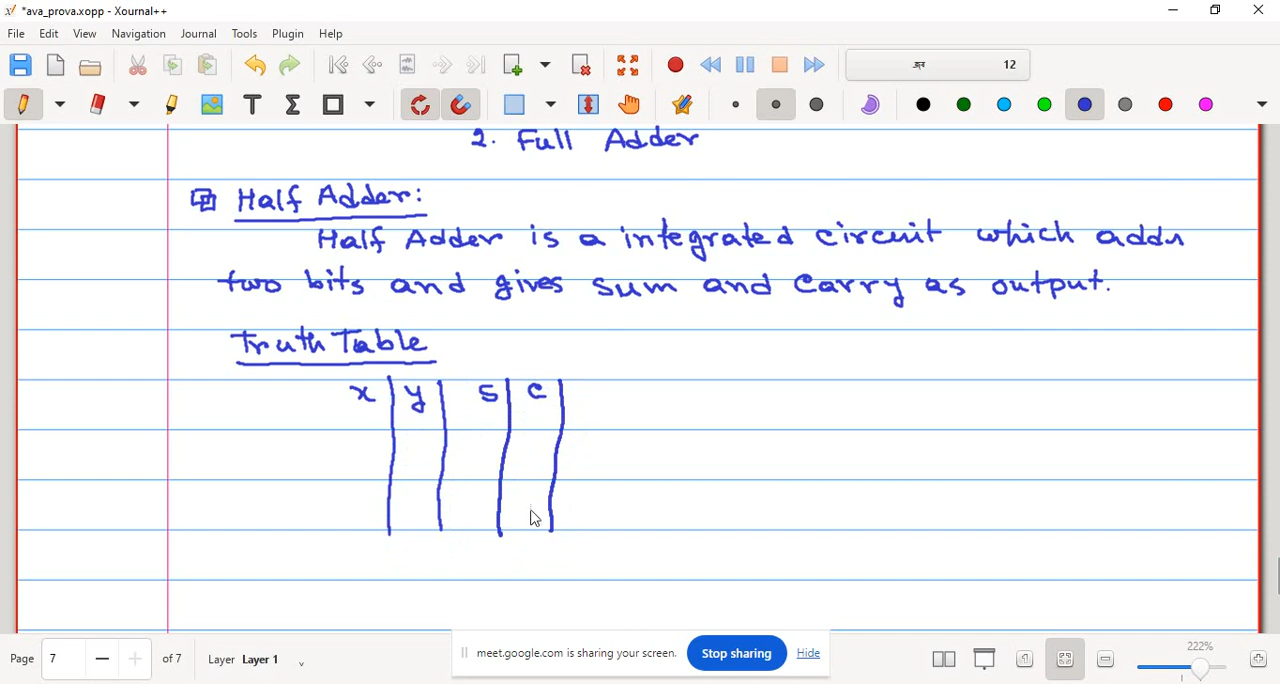 *ava_prova.xopp - Xournal++
File Edit View Navigation Journal Tools Plugin Help
জব 12
2. Full Adder
Half Adder:
Half Adder is a integrated circuit which adds
two bits and gives sum and carry as output.
Truth Table
x y S C
meet.google.com is sharing your screen. Stop sharing Hide
Page 7 of 7 Layer Layer 1 222%